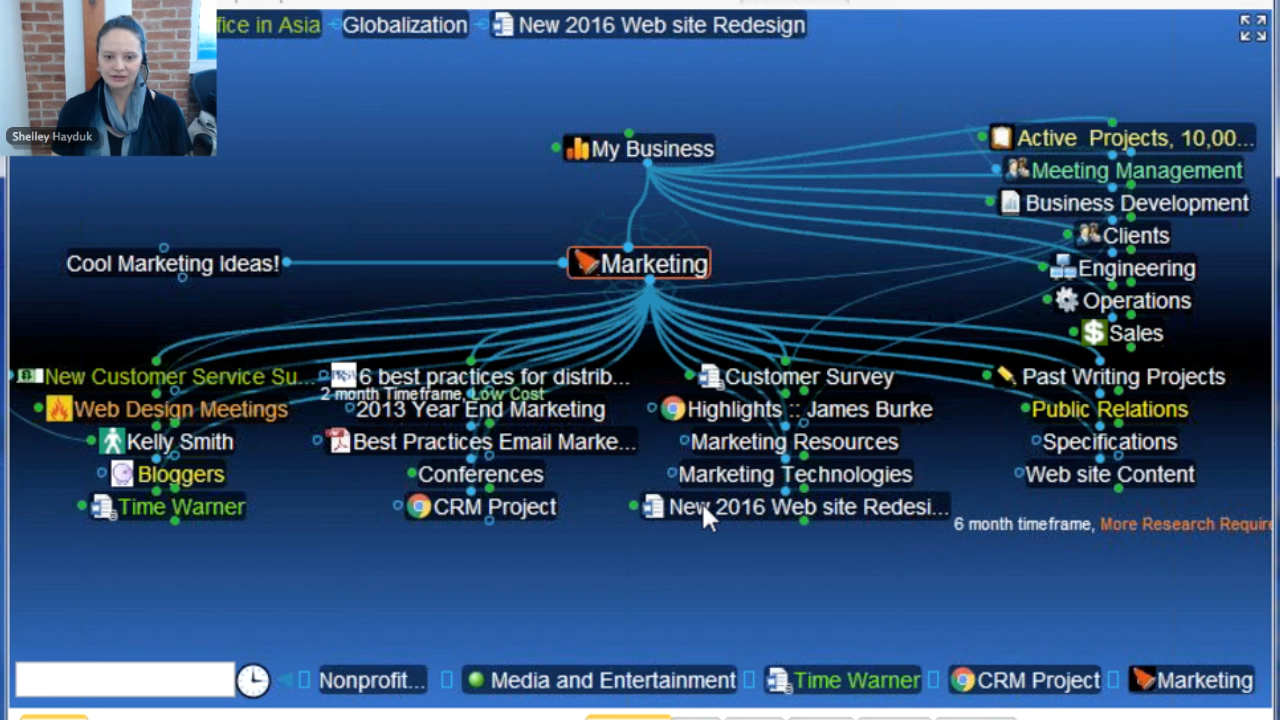 fice in Asia
Globalization
New 2016 Web site Redesign
Shelley Hayduk
My Business
Active Projects, 10,00...
Meeting Management
Business Development
Clients
Engineering
Operations
Sales
Cool Marketing Ideas!
Marketing
New Customer Service Su...
Web Design Meetings
Kelly Smith
Bloggers
Time Warner
6 best practices for distrib...
2 month Timeframe, Low Cost
2013 Year End Marketing
Best Practices Email Marke...
Conferences
CRM Project
Customer Survey
Highlights :: James Burke
Marketing Resources
Marketing Technologies
New 2016 Web site Redesi...
Past Writing Projects
Public Relations
Specifications
Web site Content
6 month timeframe, More Research Require
Nonprofit...
Media and Entertainment
Time Warner
CRM Project
Marketing